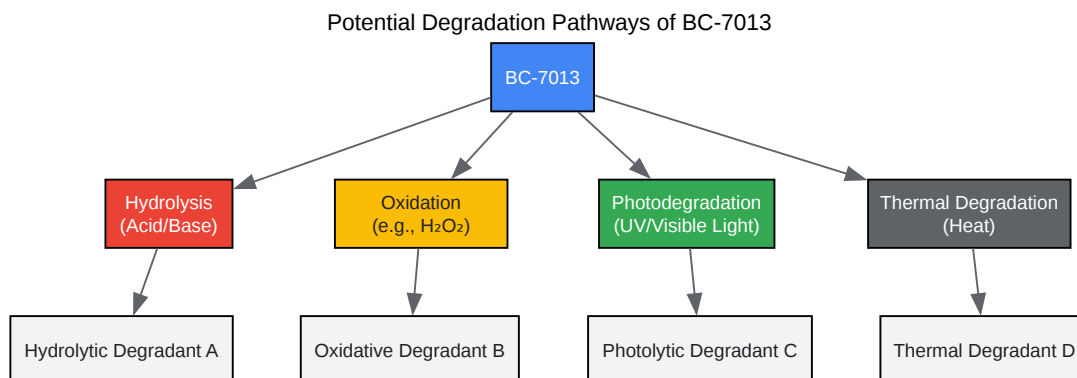 Potential Degradation Pathways of BC-7013
BC-7013
Hydrolysis
(Acid/Base)
Oxidation
(e.g., H₂O₂)
Photodegradation
(UV/Visible Light)
Thermal Degradation
(Heat)
Hydrolytic Degradant A
Oxidative Degradant B
Photolytic Degradant C
Thermal Degradant D